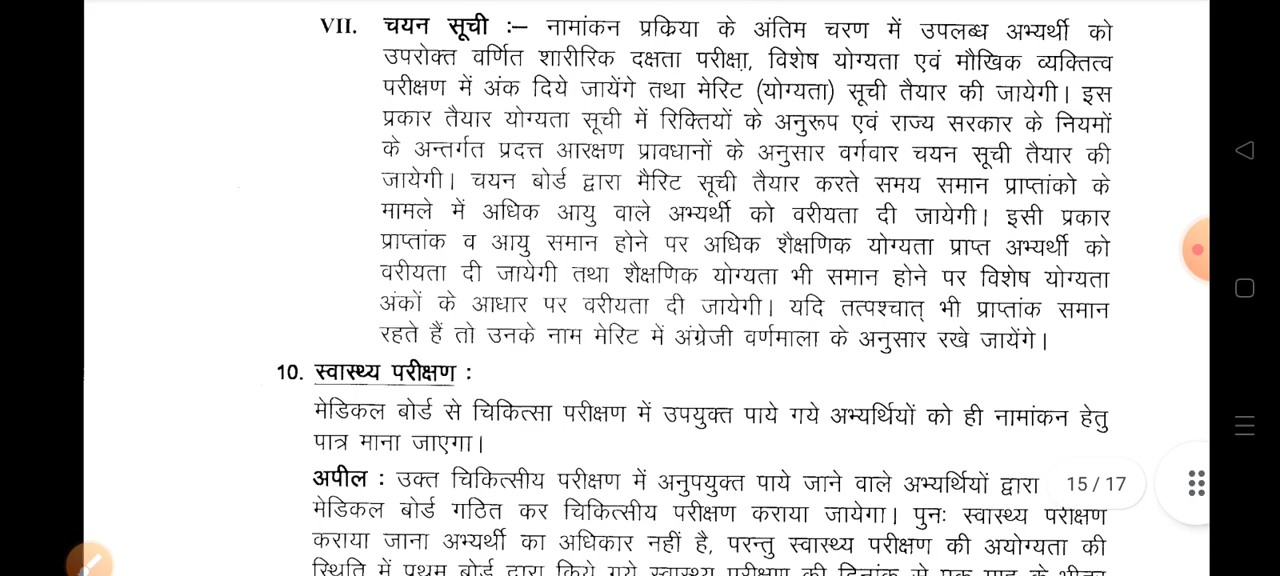 VII. चयन सूची :– नामांकन प्रक्रिया के अंतिम चरण में उपलब्ध अभ्यर्थी को
उपरोक्त वर्णित शारीरिक दक्षता परीक्षा, विशेष योग्यता एवं मौखिक व्यक्तित्व
परीक्षण में अंक दिये जायेंगे तथा मेरिट (योग्यता) सूची तैयार की जायेगी। इस
प्रकार तैयार योग्यता सूची में रिक्तियों के अनुरूप एवं राज्य सरकार के नियमों
के अन्तर्गत प्रदत्त आरक्षण प्रावधानों के अनुसार वर्गवार चयन सूची तैयार की
जायेगी। चयन बोर्ड द्वारा मैरिट सूची तैयार करते समय समान प्राप्तांको के
मामले में अधिक आयु वाले अभ्यर्थी को वरीयता दी जायेगी। इसी प्रकार
प्राप्तांक व आयु समान होने पर अधिक शैक्षणिक योग्यता प्राप्त अभ्यर्थी को
वरीयता दी जायेगी तथा शैक्षणिक योग्यता भी समान होने पर विशेष योग्यता
अंकों के आधार पर वरीयता दी जायेगी। यदि तत्पश्चात् भी प्राप्तांक समान
रहते हैं तो उनके नाम मेरिट में अंग्रेजी वर्णमाला के अनुसार रखे जायेंगे।
10. स्वास्थ्य परीक्षण :
मेडिकल बोर्ड से चिकित्सा परीक्षण में उपयुक्त पाये गये अभ्यर्थियों को ही नामांकन हेतु
पात्र माना जाएगा।
अपील : उक्त चिकित्सीय परीक्षण में अनुपयुक्त पाये जाने वाले अभ्यर्थियों द्वारा
15 / 17
मेडिकल बोर्ड गठित कर चिकित्सीय परीक्षण कराया जायेगा। पुनः स्वास्थ्य परीक्षण
कराया जाना अभ्यर्थी का अधिकार नहीं है, परन्तु स्वास्थ्य परीक्षण की अयोग्यता की
स्थिति में प्रथम बोर्ड द्वारा किये गये स्वास्थ्य परीक्षण की दिनांक से एक माह के भीतर